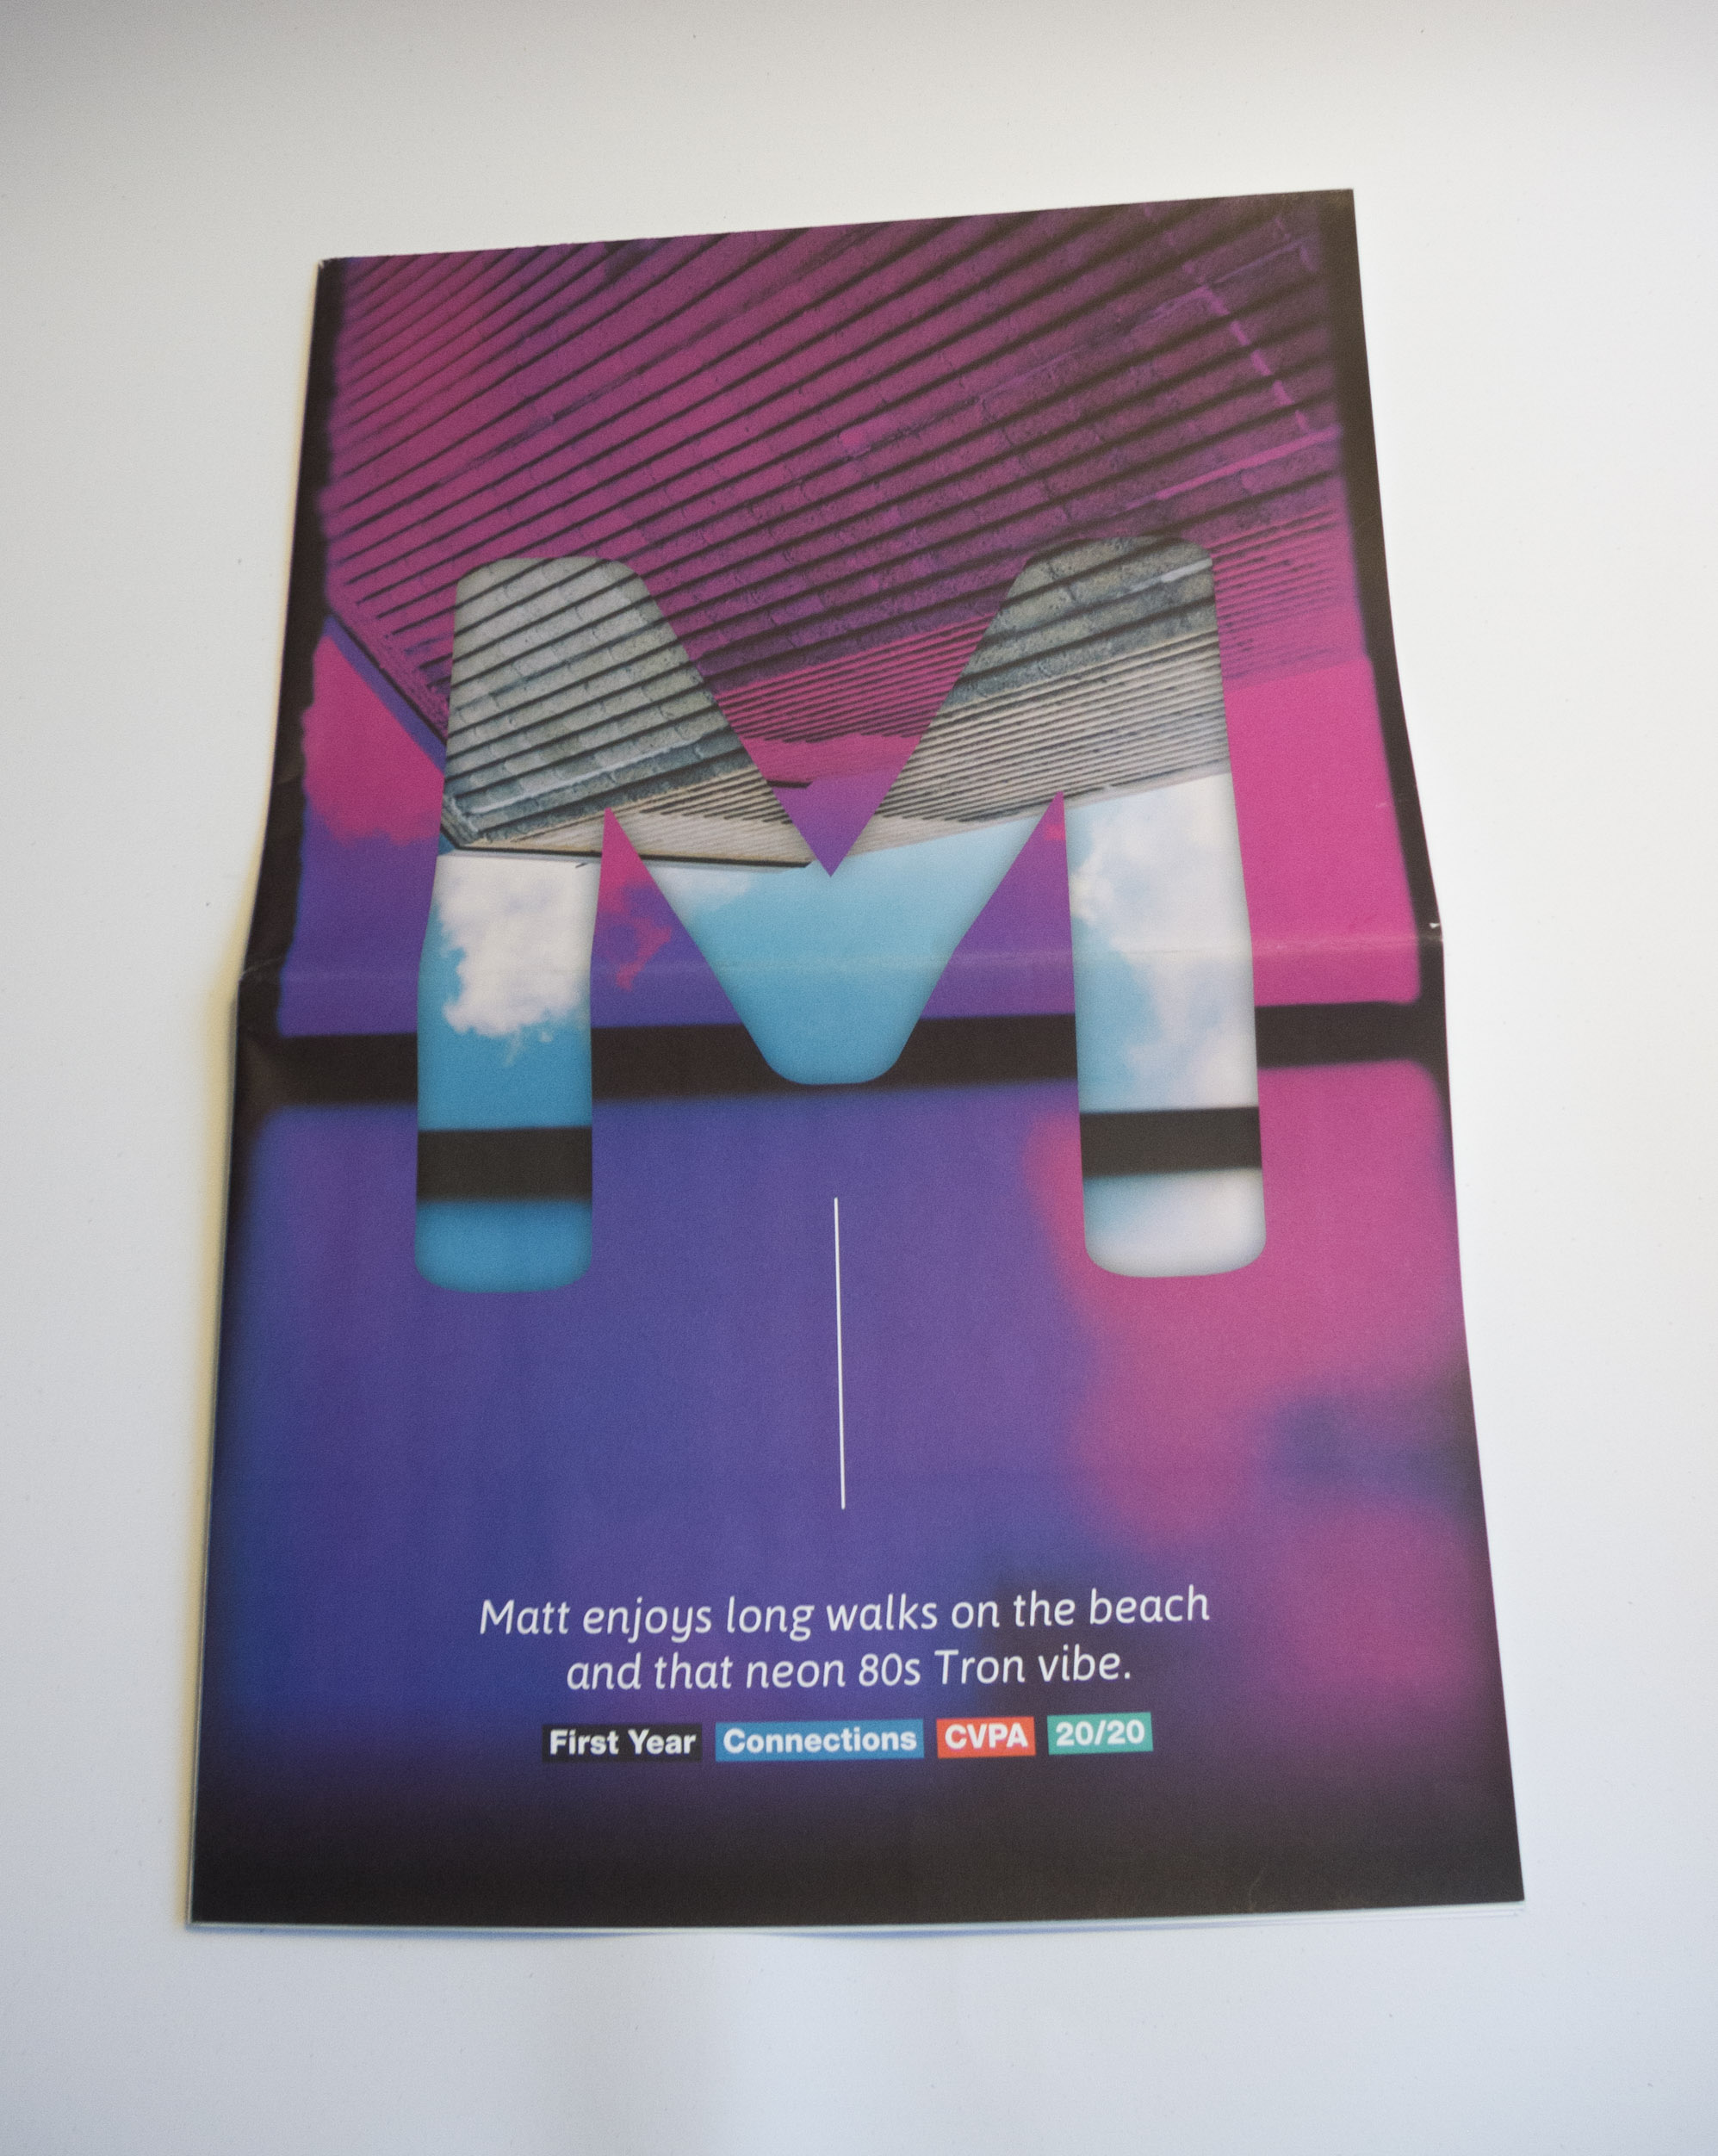 M
Matt enjoys long walks on the beach
and that neon 80s Tron vibe.
First Year Connections CVPA 20/20